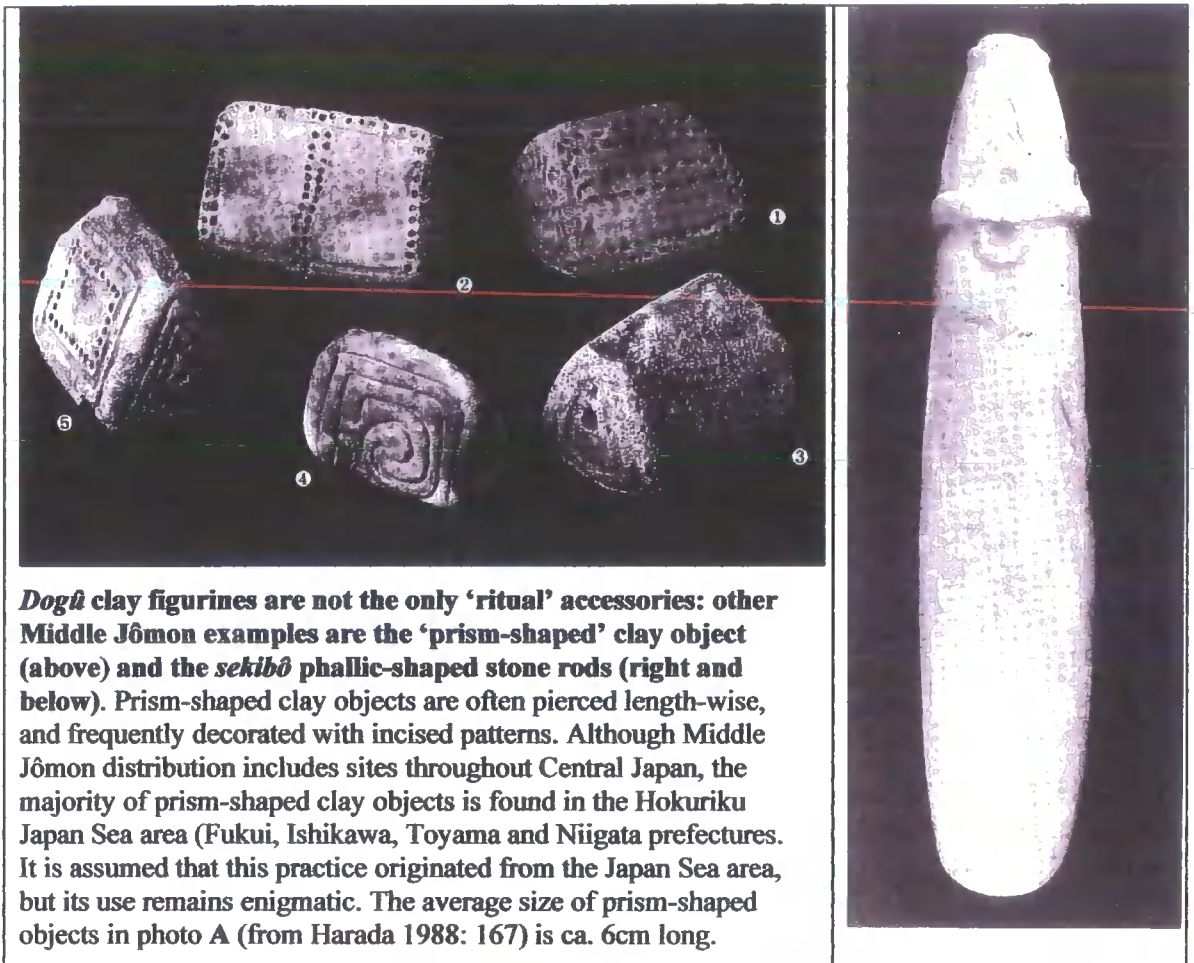 ②
①
⑤
④
③
Dogû clay figurines are not the only ‘ritual’ accessories: other
Middle Jômon examples are the ‘prism-shaped’ clay object
(above) and the sekibô phallic-shaped stone rods (right and
below). Prism-shaped clay objects are often pierced length-wise,
and frequently decorated with incised patterns. Although Middle
Jômon distribution includes sites throughout Central Japan, the
majority of prism-shaped clay objects is found in the Hokuriku
Japan Sea area (Fukui, Ishikawa, Toyama and Niigata prefectures.
It is assumed that this practice originated from the Japan Sea area,
but its use remains enigmatic. The average size of prism-shaped
objects in photo A (from Harada 1988: 167) is ca. 6cm long.